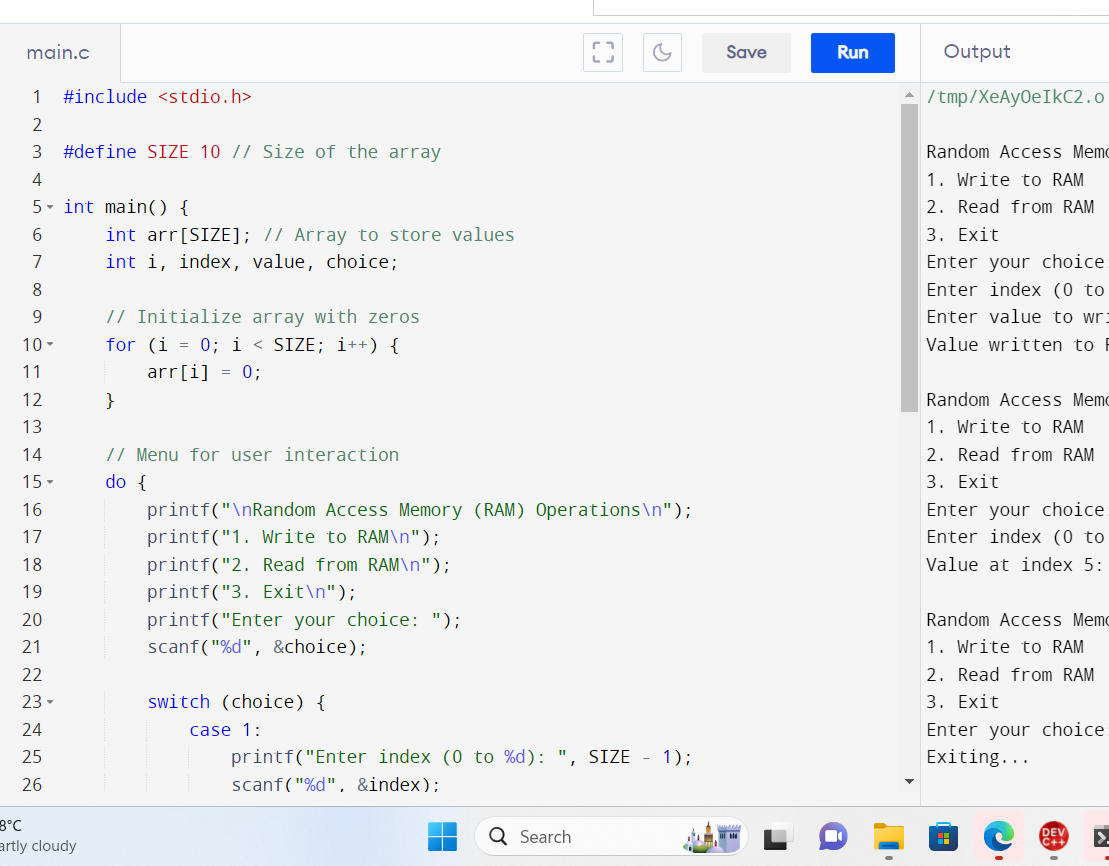 main.c
Save
Run
Output
1 #include <stdio.h>
2
3 #define SIZE 10 // Size of the array
4
5 int main() {
6 int arr[SIZE]; // Array to store values
7 int i, index, value, choice;
8
9 // Initialize array with zeros
10 for (i = 0; i < SIZE; i++) {
11 arr[i] = 0;
12 }
13
14 // Menu for user interaction
15 do {
16 printf("\nRandom Access Memory (RAM) Operations\n");
17 printf("1. Write to RAM\n");
18 printf("2. Read from RAM\n");
19 printf("3. Exit\n");
20 printf("Enter your choice: ");
21 scanf("%d", &choice);
22
23 switch (choice) {
24 case 1:
25 printf("Enter index (0 to %d): ", SIZE - 1);
26 scanf("%d", &index);
/tmp/XeAyOeIkC2.o
Random Access Memo
1. Write to RAM
2. Read from RAM
3. Exit
Enter your choice:
Enter index (0 to
Enter value to wri
Value written to R
Random Access Memo
1. Write to RAM
2. Read from RAM
3. Exit
Enter your choice:
Enter index (0 to
Value at index 5:
Random Access Memo
1. Write to RAM
2. Read from RAM
3. Exit
Enter your choice:
Exiting...
8°C
artly cloudy
Search
DEV
C++